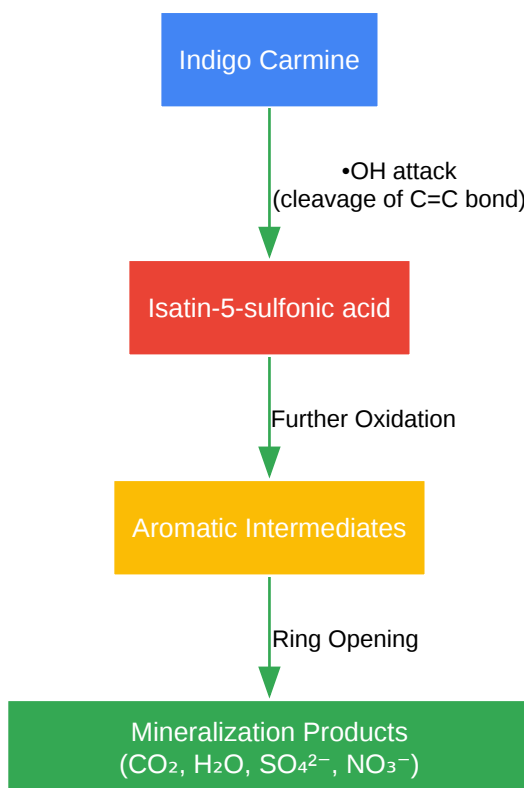 Indigo Carmine
•OH attack
(cleavage of C=C bond)
Isatin-5-sulfonic acid
Further Oxidation
Aromatic Intermediates
Ring Opening
Mineralization Products
(CO₂, H₂O, SO₄²⁻, NO₃⁻)